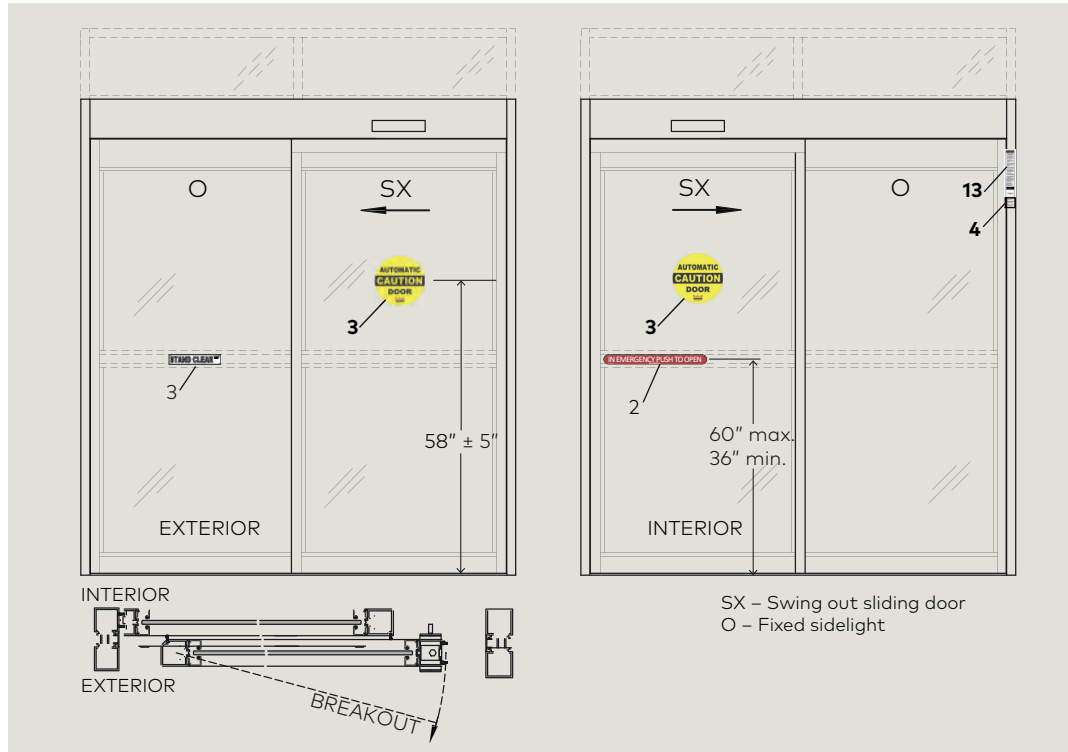 O
SX
AUTOMATIC
CAUTION
DOOR
3
STAND CLEAR
3
58" ± 5"
EXTERIOR
SX
O
13
4
AUTOMATIC
CAUTION
DOOR
3
IN EMERGENCY PUSH TO OPEN
2
60" max.
36" min.
INTERIOR
INTERIOR
EXTERIOR
BREAKOUT
SX – Swing out sliding door
O – Fixed sidelight